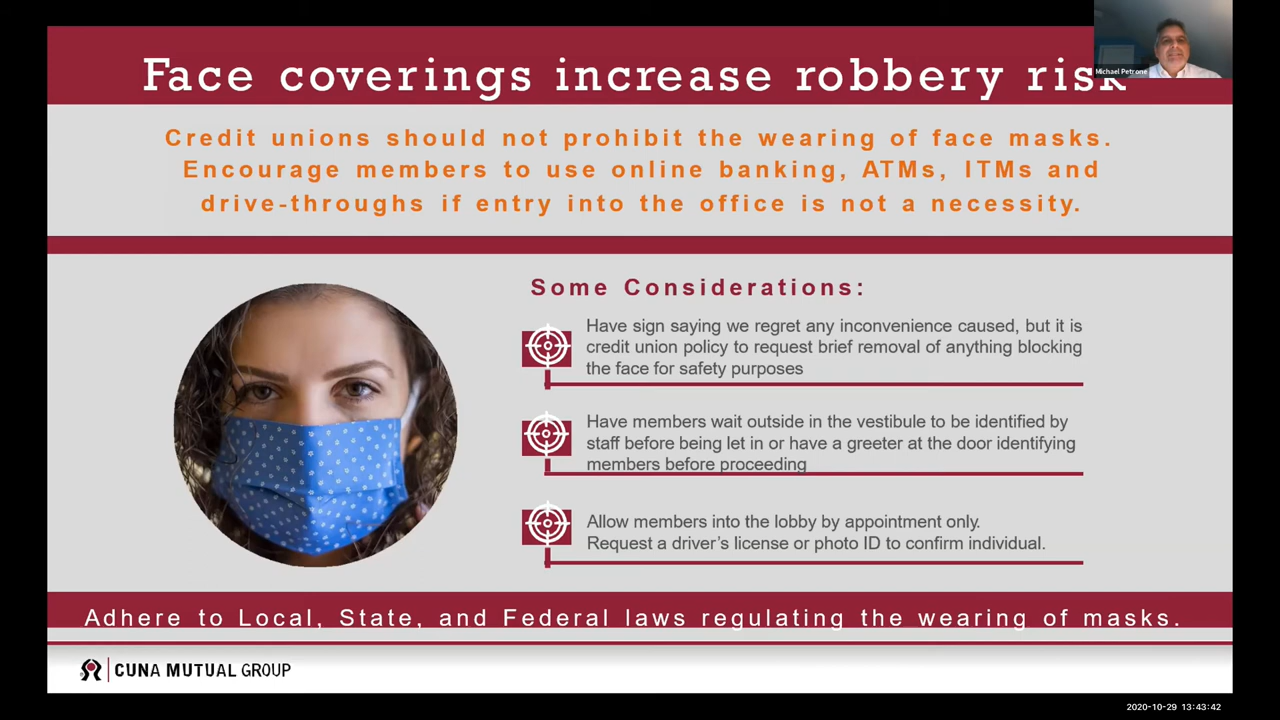 Face coverings increase robbery risk
Michael Petrone
Credit unions should not prohibit the wearing of face masks.
Encourage members to use online banking, ATMs, ITMs and
drive-throughs if entry into the office is not a necessity.
Some Considerations:
Have sign saying we regret any inconvenience caused, but it is
credit union policy to request brief removal of anything blocking
the face for safety purposes
Have members wait outside in the vestibule to be identified by
staff before being let in or have a greeter at the door identifying
members before proceeding
Allow members into the lobby by appointment only.
Request a driver's license or photo ID to confirm individual.
Adhere to Local, State, and Federal laws regulating the wearing of masks.
CUNA MUTUAL GROUP
2020-10-29 13:43:42